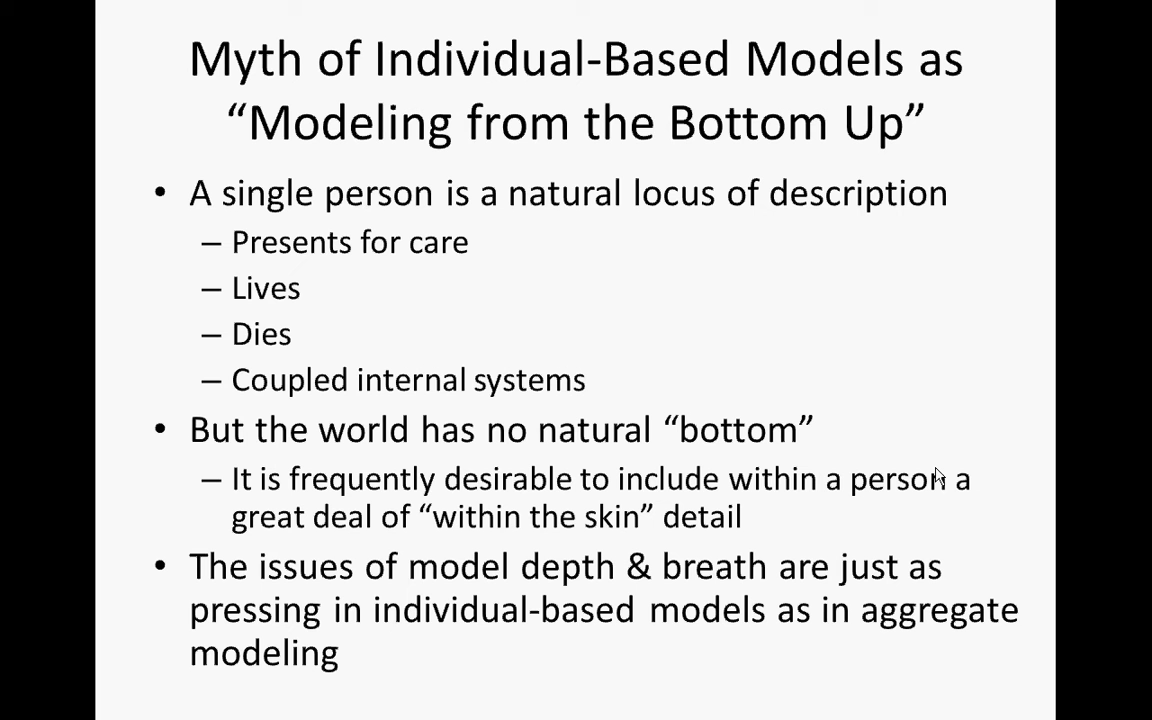 Myth of Individual-Based Models as
“Modeling from the Bottom Up”
• A single person is a natural locus of description
– Presents for care
– Lives
– Dies
– Coupled internal systems
• But the world has no natural “bottom”
– It is frequently desirable to include within a person a
great deal of “within the skin” detail
• The issues of model depth & breath are just as
pressing in individual-based models as in aggregate
modeling